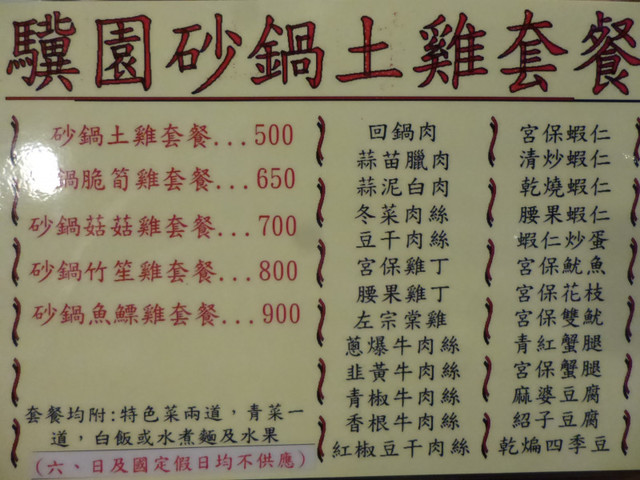 驥園砂鍋土雞套餐
砂鍋土雞套餐...500
鍋脆筍雞套餐...650
砂鍋菇菇雞套餐...700
砂鍋竹笙雞套餐...800
砂鍋魚鰾雞套餐...900
套餐均附:特色菜兩道，青菜一
道，白飯或水煮麵及水果
(六、日及國定假日均不供應)
回鍋肉
蒜苗臘肉
蒜泥白肉
冬菜肉絲
豆干肉絲
宮保雞丁
腰果雞丁
左宗棠雞
蔥爆牛肉絲
韭黃牛肉絲
青椒牛肉絲
香根牛肉絲
紅椒豆干肉絲
宮保蝦仁
清炒蝦仁
乾燒蝦仁
腰果蝦仁
蝦仁炒蛋
宮保魷魚
宮保花枝
宮保雙魷
青紅蟹腿
宮保蟹腿
麻婆豆腐
紹子豆腐
乾煸四季豆